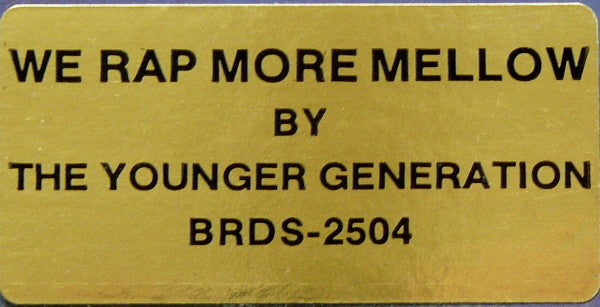 WE RAP MORE MELLOW
BY
THE YOUNGER GENERATION
BRDS-2504